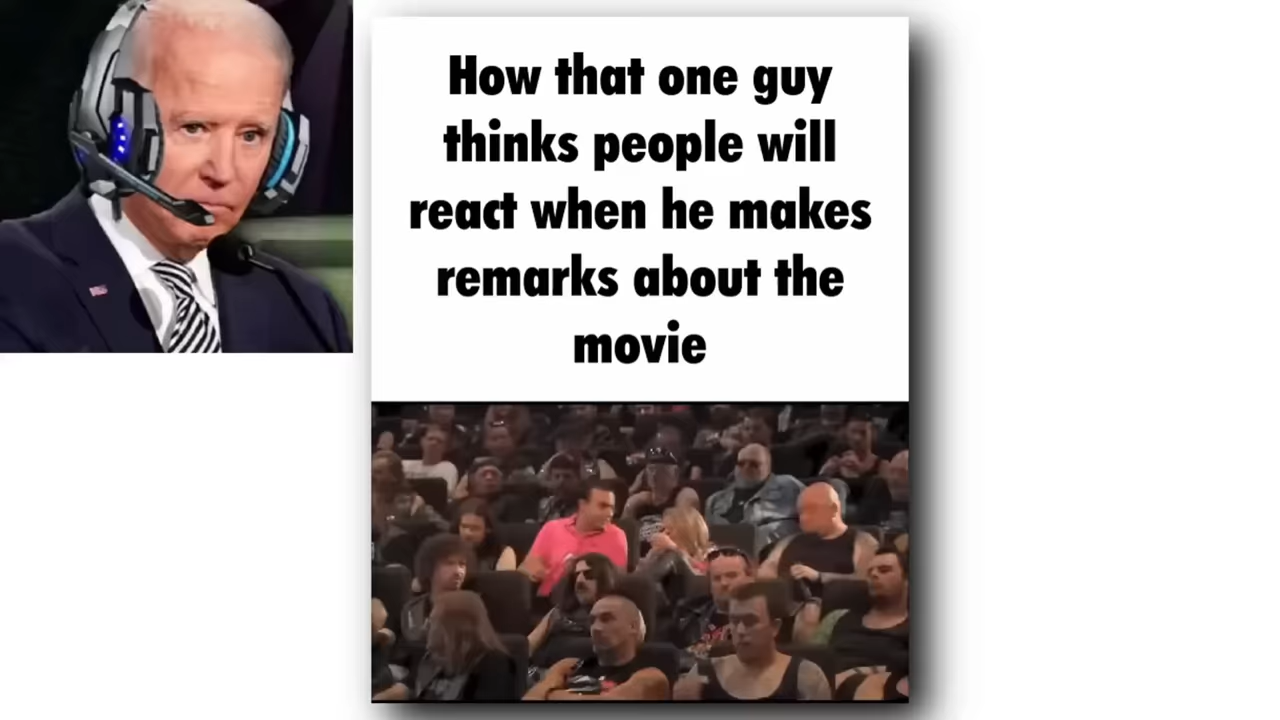 How that one guy
thinks people will
react when he makes
remarks about the
movie